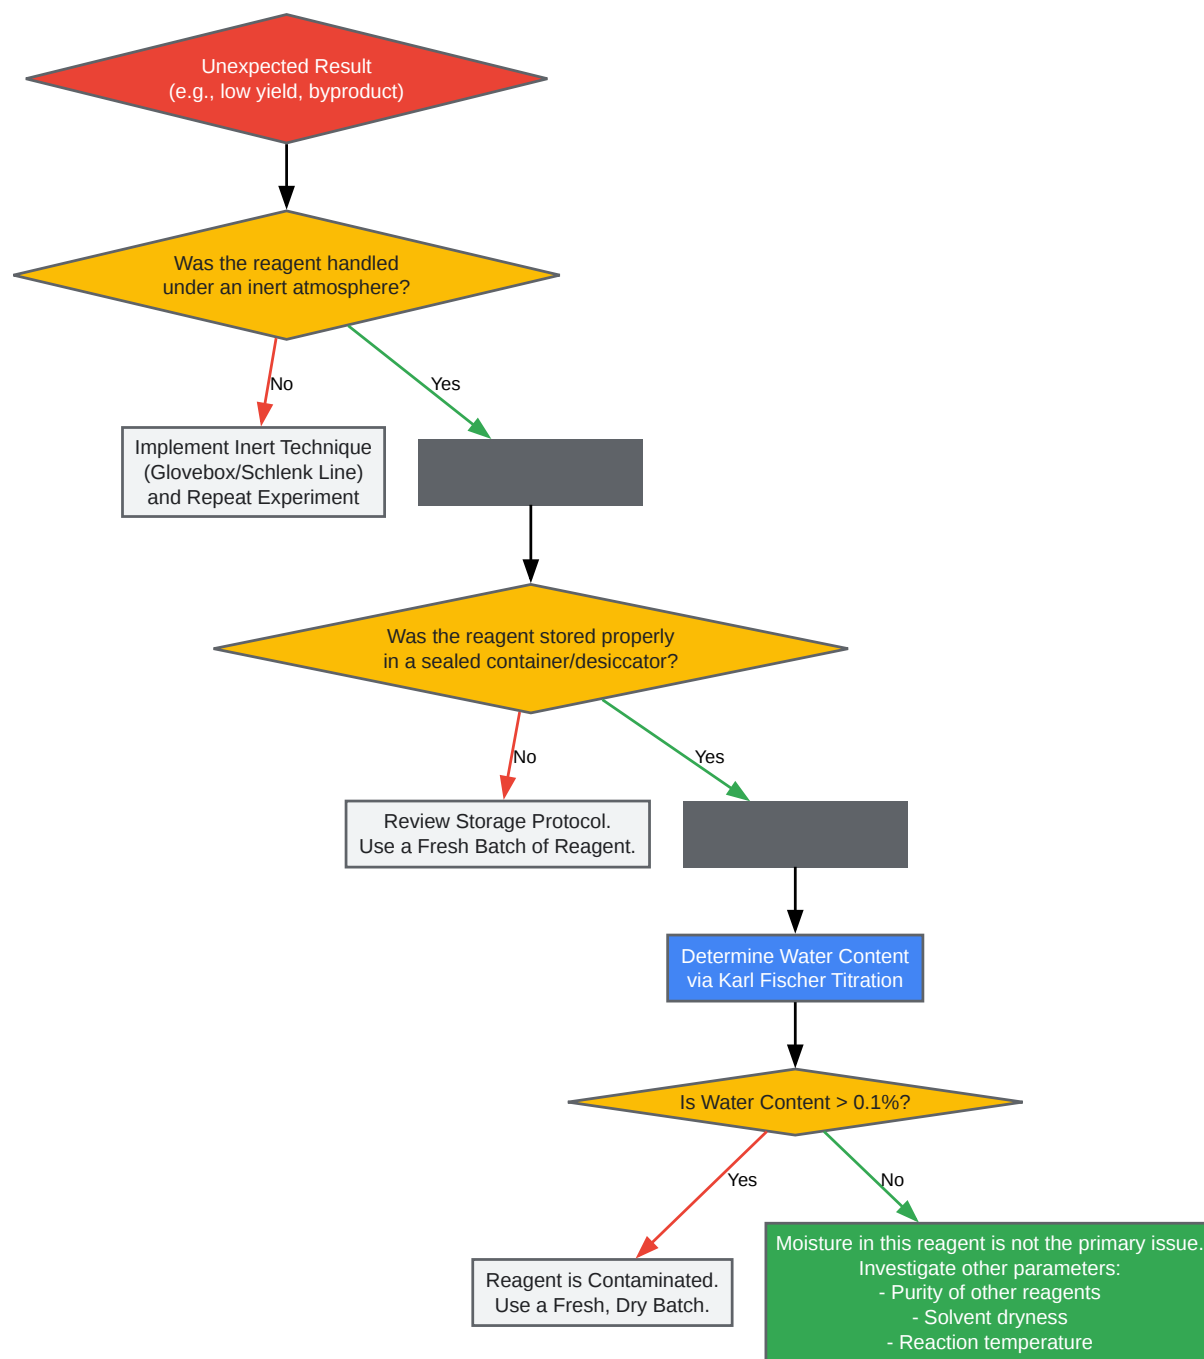 Unexpected Result
(e.g., low yield, byproduct)
Was the reagent handled
under an inert atmosphere?
No
Yes
Implement Inert Technique
(Glovebox/Schlenk Line)
and Repeat Experiment
Was the reagent stored properly
in a sealed container/desiccator?
No
Yes
Review Storage Protocol.
Use a Fresh Batch of Reagent.
Determine Water Content
via Karl Fischer Titration
Is Water Content > 0.1%?
Yes
No
Reagent is Contaminated.
Use a Fresh, Dry Batch.
Moisture in this reagent is not the primary issue.
Investigate other parameters:
- Purity of other reagents
- Solvent dryness
- Reaction temperature